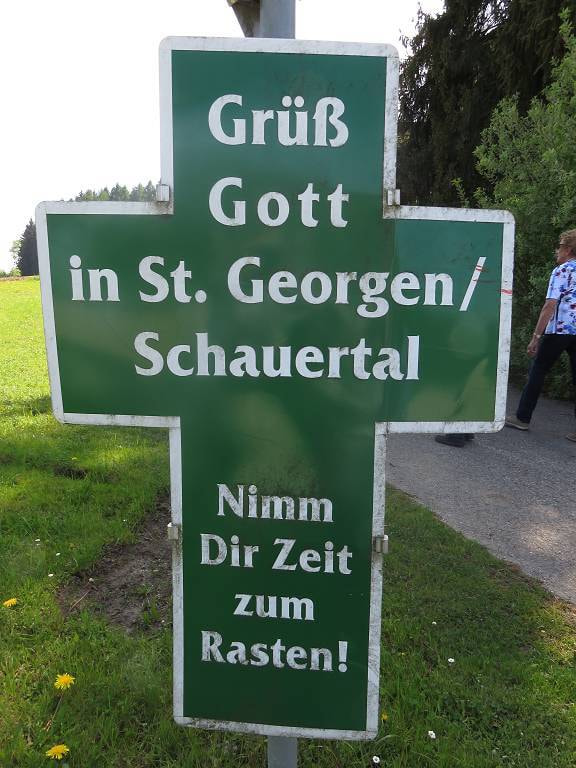 Grüß
Gott
in St. Georgen/
Schauertal
Nimm
Dir Zeit
zum
Rasten!